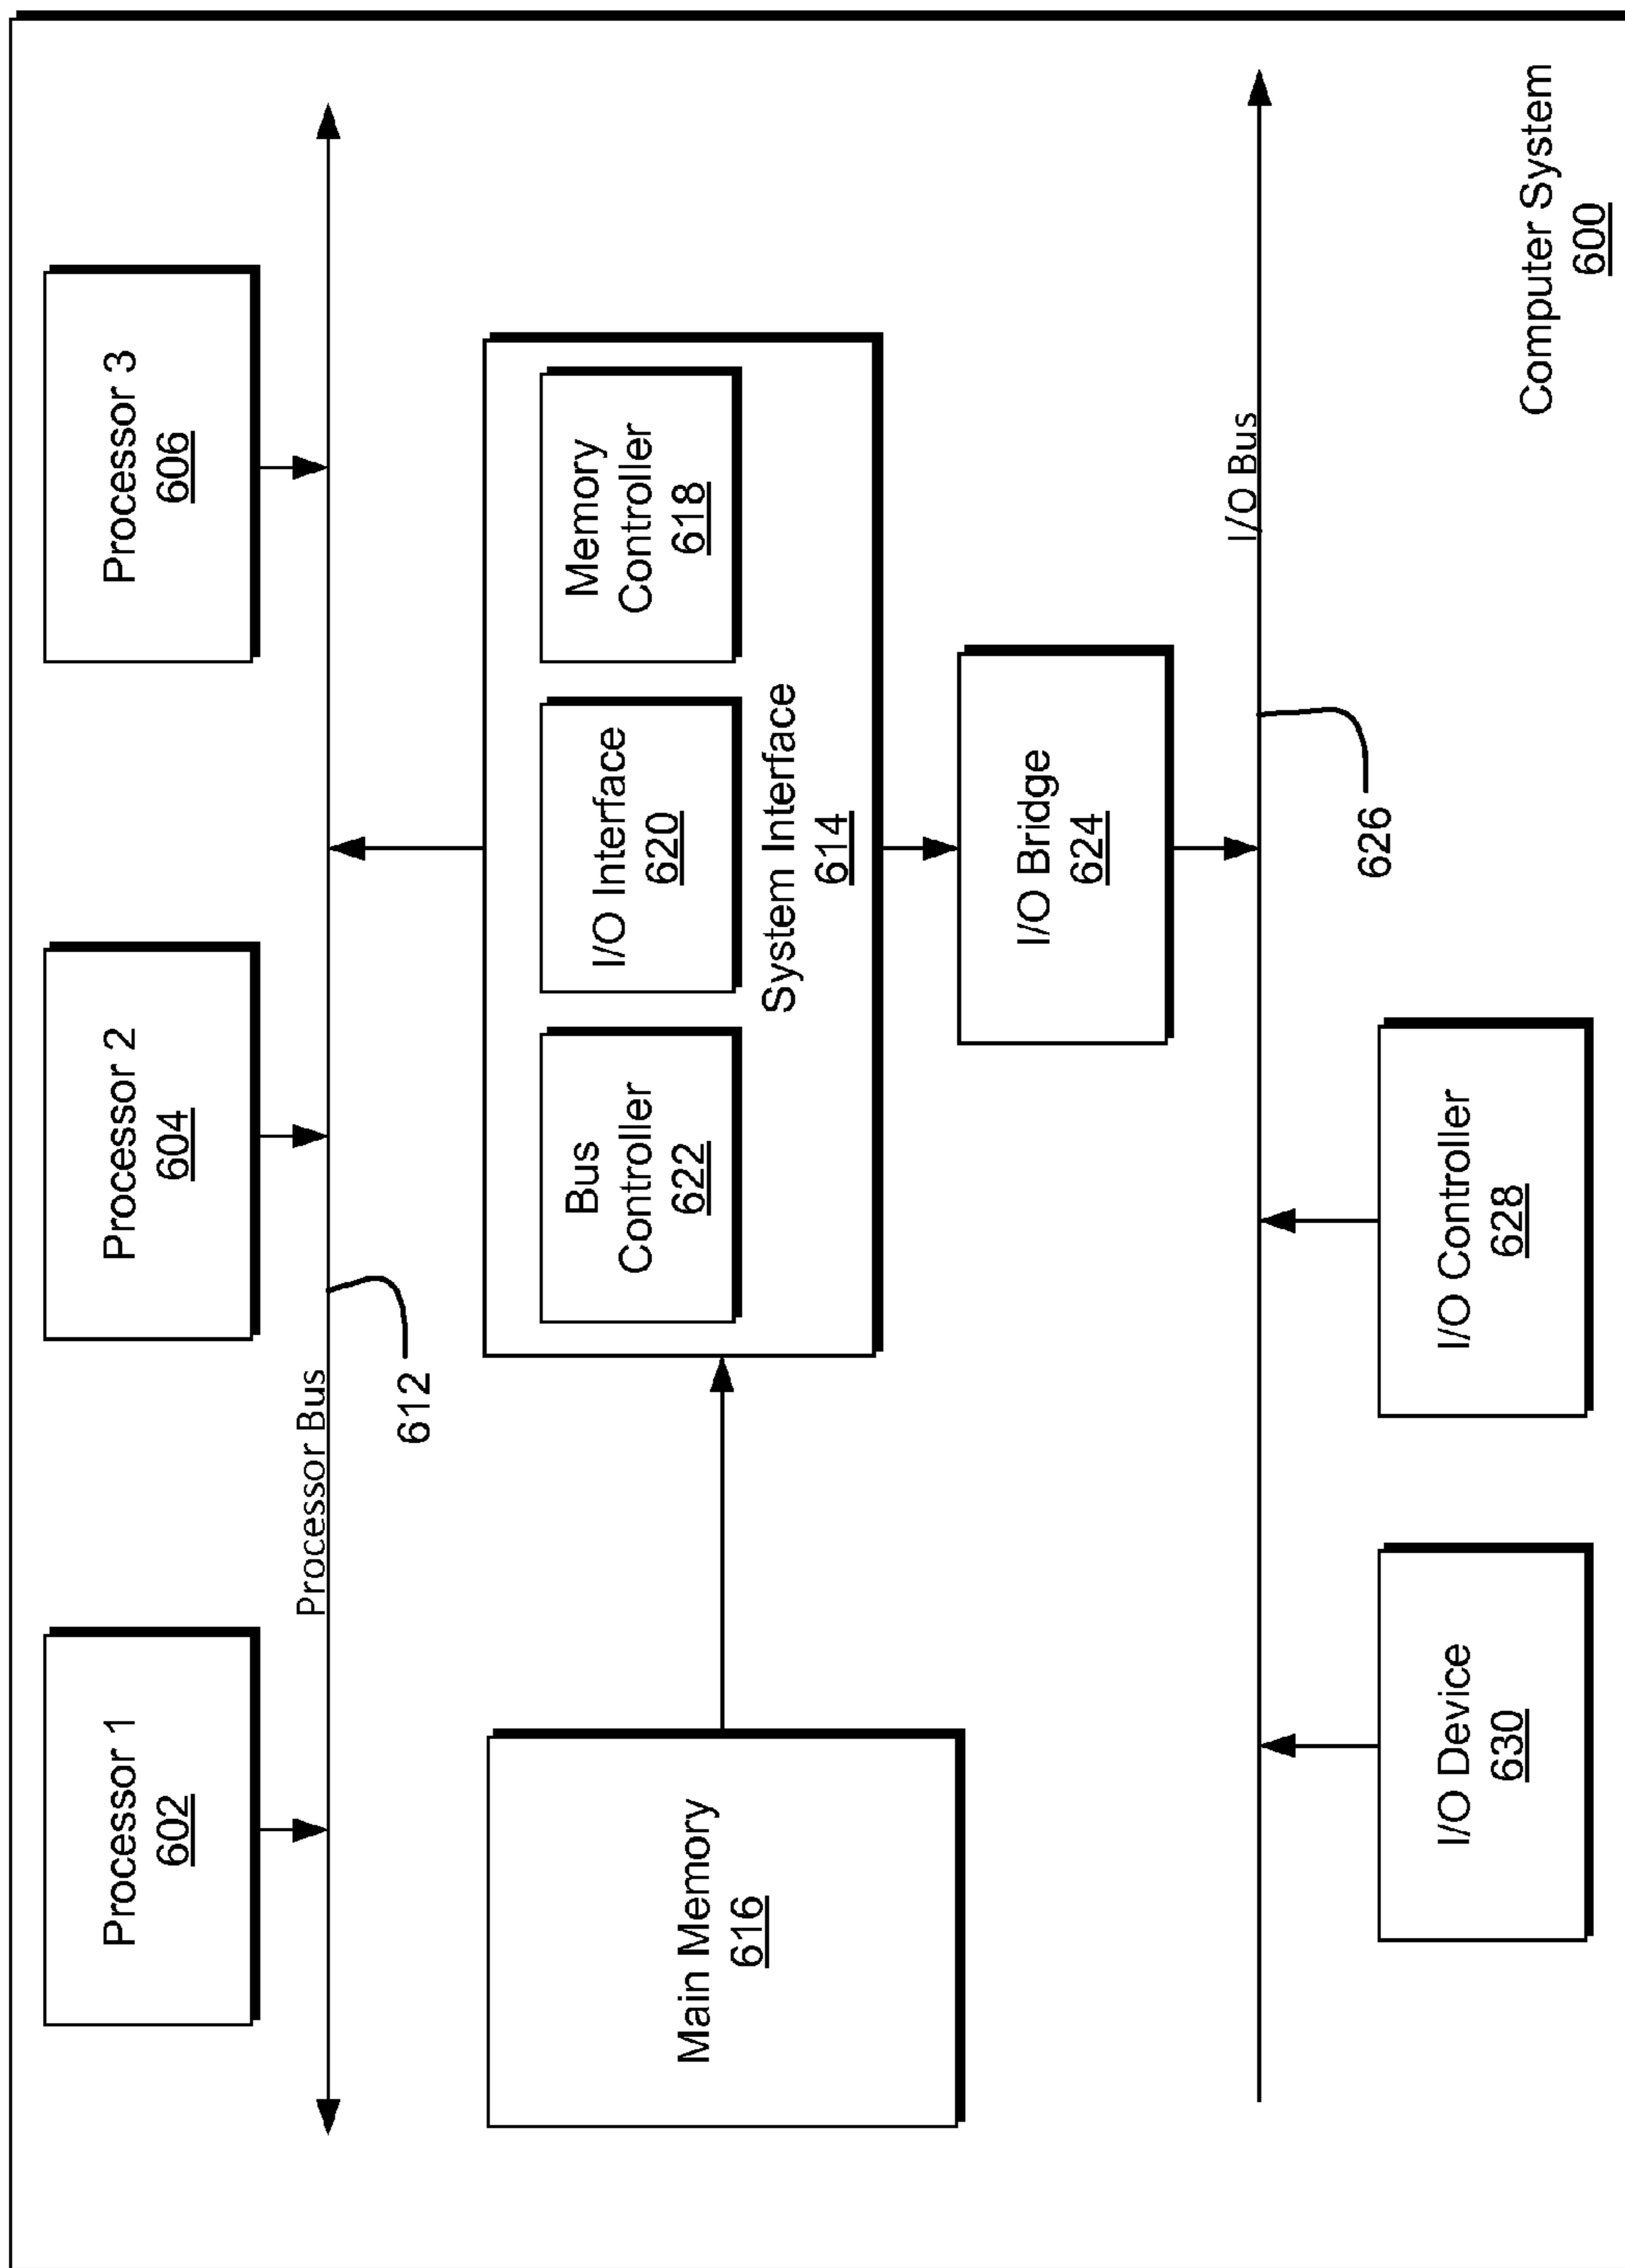 Processor 1
602
Processor 2
604
Processor 3
606
Processor Bus
612
Main Memory
616
Bus
Controller
622
I/O Interface
620
Memory
Controller
618
System Interface
614
I/O Bridge
624
I/O Bus
626
I/O Device
630
I/O Controller
628
Computer System
600